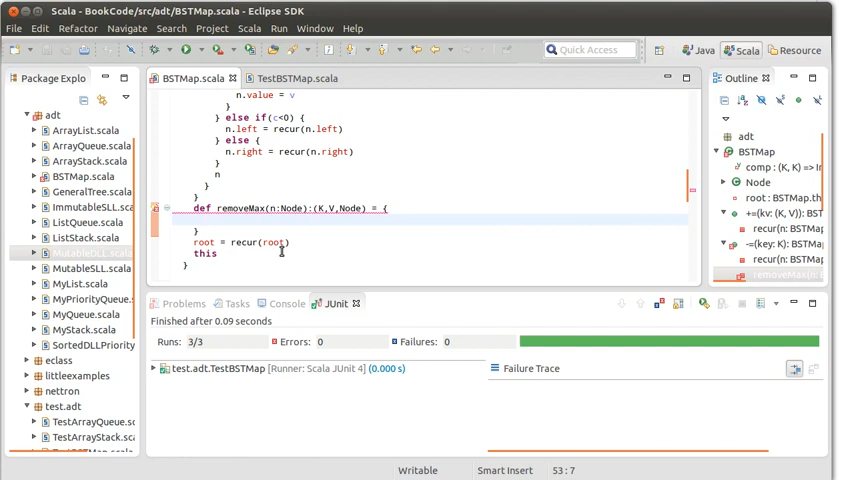 Scala - BookCode/src/adt/BSTMap.scala - Eclipse SDK
File Edit Refactor Navigate Search Project Scala Run Window Help
Quick Access
Java
Scala
Resource
Package Explo
adt
ArrayList.scala
ArrayQueue.scala
ArrayStack.scala
BSTMap.scala
GeneralTree.scala
ImmutableSLL.scala
ListQueue.scala
ListStack.scala
MutableDLL.scala
MutableSLL.scala
MyList.scala
MyPriorityQueue.s
MyQueue.scala
MyStack.scala
SortedDLLPriority
eclass
littleexamples
nettron
test.adt
TestArrayQueue.sc
TestArrayStack.sc
BSTMap.scala
TestBSTMap.scala
n.value = v
}
} else if(c<0) {
n.left = recur(n.left)
} else {
n.right = recur(n.right)
}
n
}
}
def removeMax(n:Node):(K,V,Node) = {
}
root = recur(root)
this
}
Outline
adt
BSTMap
comp : (K, K) => In
Node
root : BSTMap.th
+=(kv: (K, V)): 
recur(n: BS
-=(key: K)
recur(n: BS
removeMax(n:
Problems
Tasks
Console
JUnit
Finished after 0.09 seconds
Runs: 3/3
Errors: 0
Failures: 0
test.adt.TestBSTMap [Runner: Scala JUnit 4] (0.000 s)
Failure Trace
Writable
Smart Insert
53 : 7